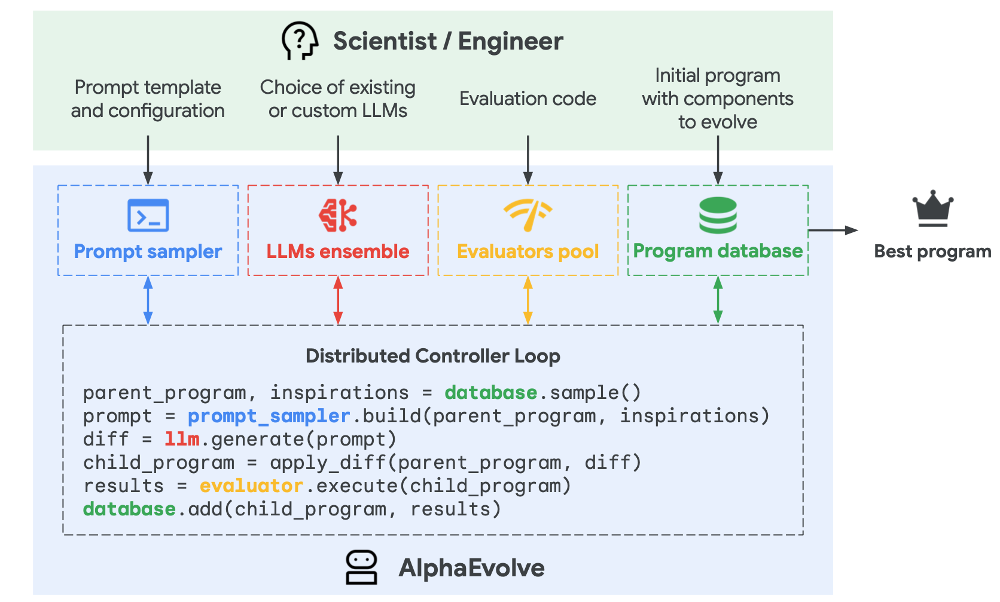 Scientist / Engineer
Prompt template
and configuration
Choice of existing
or custom LLMs
Evaluation code
Initial program
with components
to evolve
Prompt sampler
LLMs ensemble
Evaluators pool
Program database
Best program
Distributed Controller Loop
parent_program, inspirations = database.sample()
prompt = prompt_sampler.build(parent_program, inspirations)
diff = llm.generate(prompt)
child_program = apply_diff(parent_program, diff)
results = evaluator.execute(child_program)
database.add(child_program, results)
AlphaEvolve